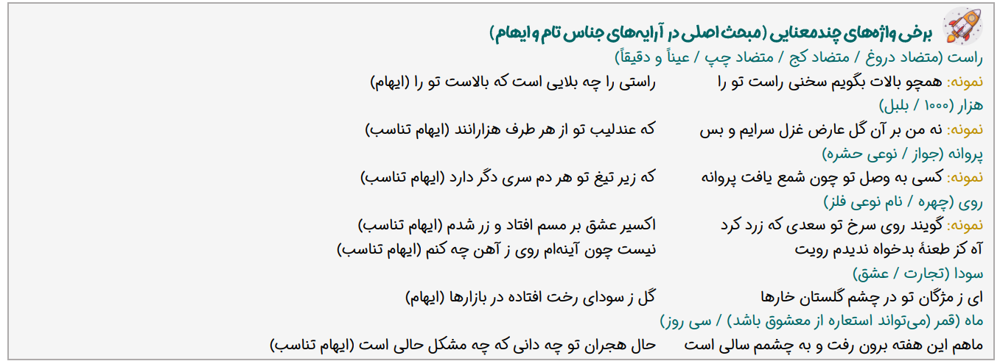 برخی واژه‌های چندمعنایی (مبحث اصلی در آرایه‌های جناس تام و ایهام)
راست (متضاد دروغ / متضاد کج / متضاد چپ / عیناً و دقیقاً)
نمونه: همچو بالات بگویم سخنی راست تو را راستی را چه بلایی است که بالاست تو را (ایهام)
هزار (۱۰۰۰ / بلبل)
نمونه: نه من بر آن گل عارض غزل سرایم و بس که عندلیب تو از هر طرف هزارانند (ایهام تناسب)
پروانه (جواز / نوعی حشره)
نمونه: کسی به وصل تو چون شمع یافت پروانه که زیر تیغ تو هر دم سری دگر دارد (ایهام تناسب)
روی (چهره / نام نوعی فلز)
نمونه: گویند روی سرخ تو سعدی که زرد کرد اکسیر عشق بر مسم افتاد و زر شدم (ایهام تناسب)
آه کز طعنهٔ بدخواه ندیدم رویت نیست چون آینه‌ام روی ز آهن چه کنم (ایهام تناسب)
سودا (تجارت / عشق)
ای ز مژگان تو در چشم گلستان خارها گل ز سودای رخت افتاده در بازارها (ایهام)
ماه (قمر (می‌تواند استعاره از معشوق باشد) / سی روز)
ماهم این هفته برون رفت و به چشمم سالی است حال هجران تو چه دانی که چه مشکل حالی است (ایهام تناسب)